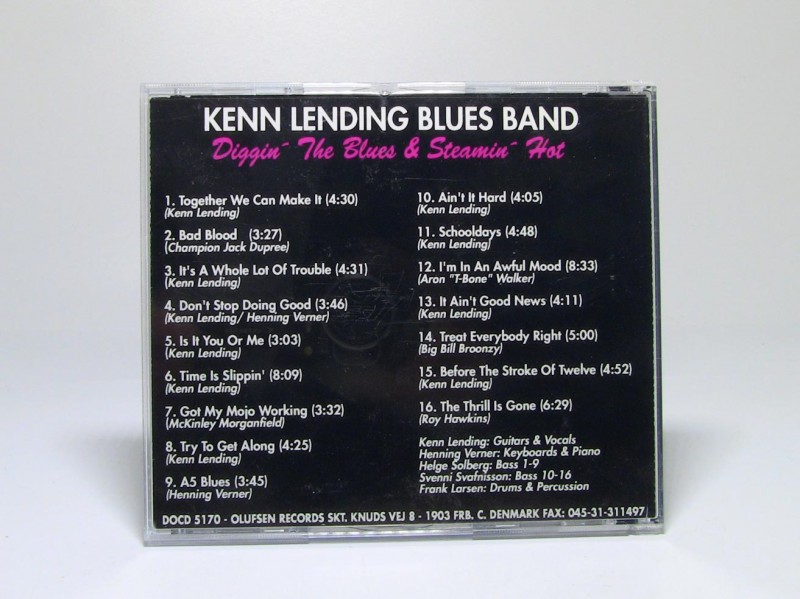 KENN LENDING BLUES BAND
Diggin´ The Blues & Steamin´ Hot
1. Together We Can Make It (4:30)
(Kenn Lending)
2. Bad Blood (3:27)
(Champion Jack Dupree)
3. It's A Whole Lot Of Trouble (4:31)
(Kenn Lending)
4. Don't Stop Doing Good (3:46)
(Kenn Lending/ Henning Verner)
5. Is It You Or Me (3:03)
(Kenn Lending)
6. Time Is Slippin' (8:09)
(Kenn Lending)
7. Got My Mojo Working (3:32)
(McKinley Morganfield)
8. Try To Get Along (4:25)
(Kenn Lending)
9. A5 Blues (3:45)
(Henning Verner)
10. Ain't It Hard (4:05)
(Kenn Lending)
11. Schooldays (4:48)
(Kenn Lending)
12. I'm In An Awful Mood (8:33)
(Aron "T-Bone" Walker)
13. It Ain't Good News (4:11)
(Kenn Lending)
14. Treat Everybody Right (5:00)
(Big Bill Broonzy)
15. Before The Stroke Of Twelve (4:52)
(Kenn Lending)
16. The Thrill Is Gone (6:29)
(Roy Hawkins)
Kenn Lending: Guitars & Vocals
Henning Verner: Keyboards & Piano
Helge Solberg: Bass 1-9
Svenni Svafnisson: Bass 10-16
Frank Larsen: Drums & Percussion
DOCD 5170 - OLUFSEN RECORDS SKT. KNUDS VEJ 8 - 1903 FRB. C. DENMARK FAX: 045-31-311497